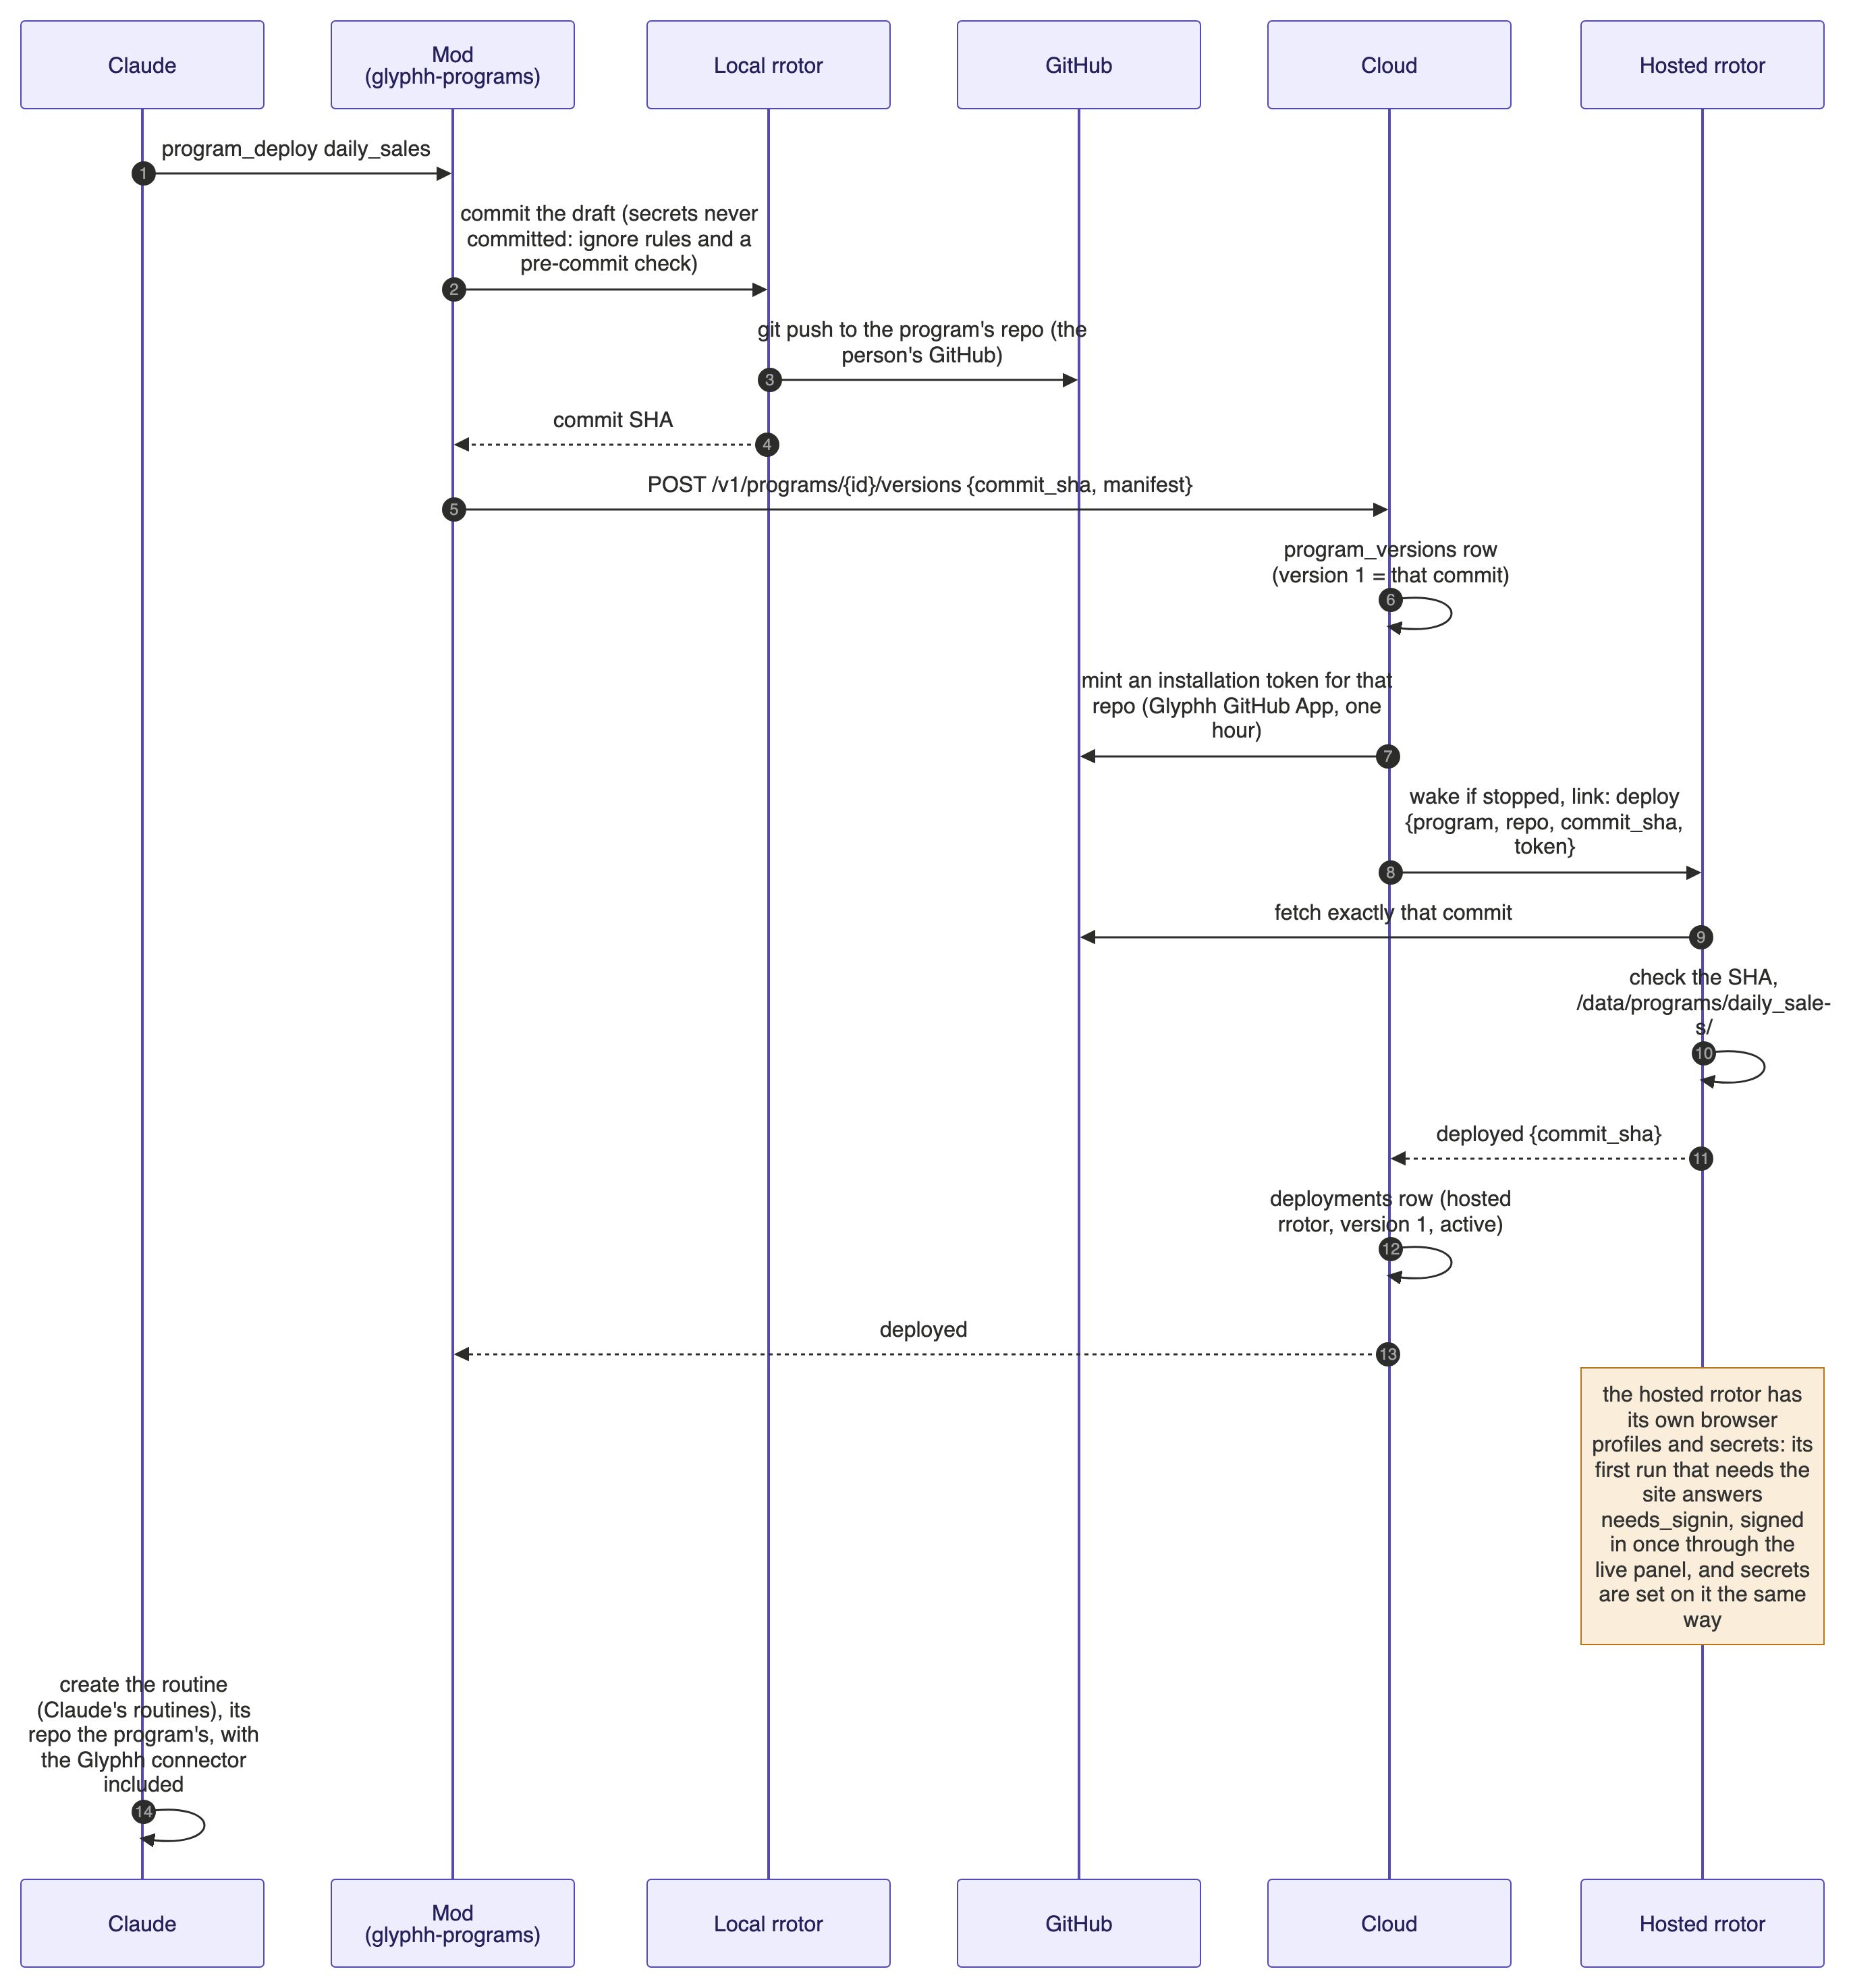 Claude
Mod
(glyphh-programs)
Local rrotor
GitHub
Cloud
Hosted rrotor
program_deploy daily_sales
1
commit the draft (secrets never
committed: ignore rules and a
pre-commit check)
2
git push to the program's repo (the
person's GitHub)
3
commit SHA
4
POST /v1/programs/{id}/versions {commit_sha, manifest}
5
program_versions row
(version 1 = that commit)
6
mint an installation token for that
repo (Glyphh GitHub App, one
hour)
7
wake if stopped, link: deploy
{program, repo, commit_sha,
token}
8
fetch exactly that commit
9
check the SHA,
/data/programs/daily_sale-
s/
10
deployed {commit_sha}
11
deployments row (hosted
rrotor, version 1, active)
12
deployed
13
the hosted rrotor has
its own browser
profiles and secrets: its
first run that needs the
site answers
needs_signin, signed
in once through the
live panel, and secrets
are set on it the same
way
create the routine
(Claude's routines), its
repo the program's, with
the Glyphh connector
included
14
Claude
Mod
(glyphh-programs)
Local rrotor
GitHub
Cloud
Hosted rrotor